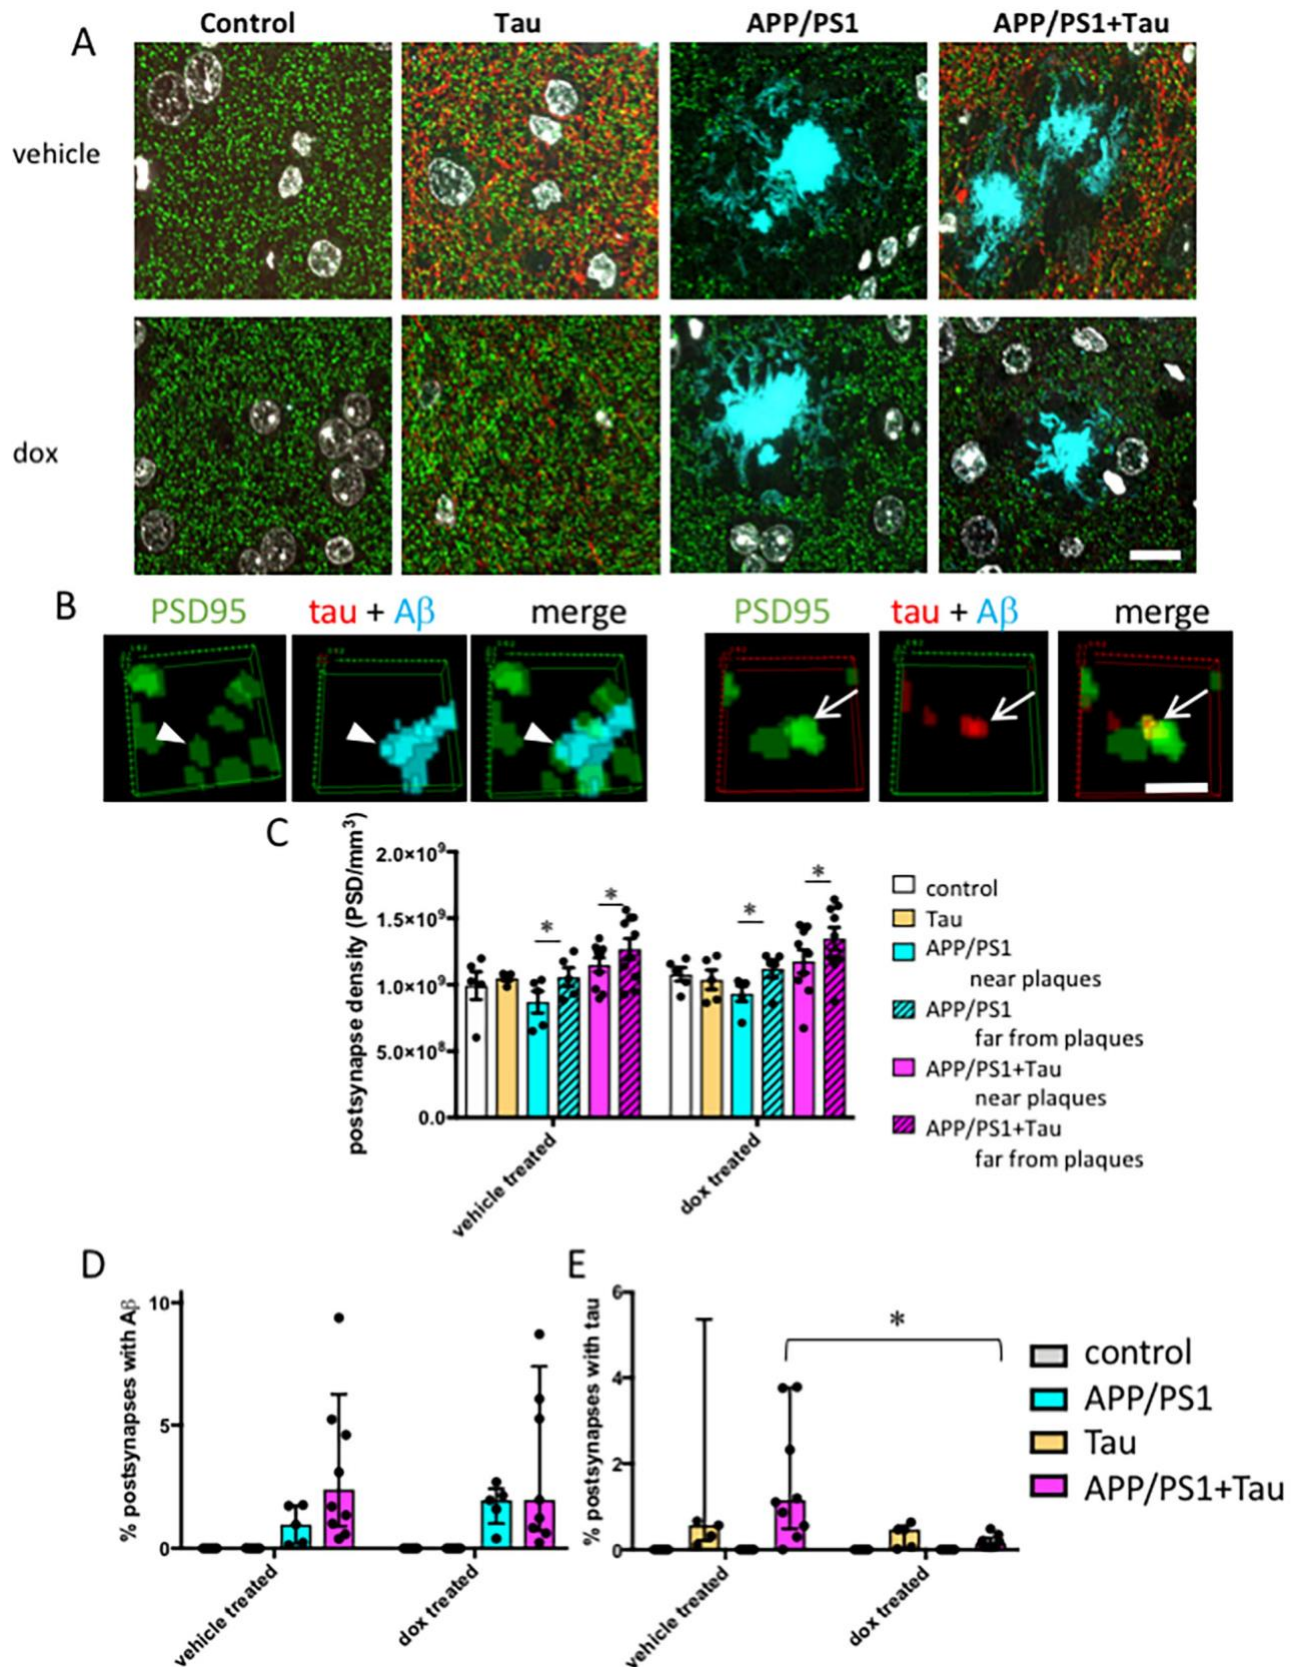 A
Control Tau APP/PS1 APP/PS1+Tau
vehicle
dox
B
PSD95 tau + Aβ merge PSD95 tau + Aβ merge
C
postsynapse density (PSD/mm³)
2.0×10⁹
1.5×10⁹
1.0×10⁹
5.0×10⁸
0.0
* * * *
vehicle treated
dox treated
control
Tau
APP/PS1
near plaques
APP/PS1
far from plaques
APP/PS1+Tau
near plaques
APP/PS1+Tau
far from plaques
D
% postsynapses with Aβ
10
5
0
vehicle treated
dox treated
E
% postsynapses with tau
6
4
2
0
*
vehicle treated
dox treated
control
APP/PS1
Tau
APP/PS1+Tau